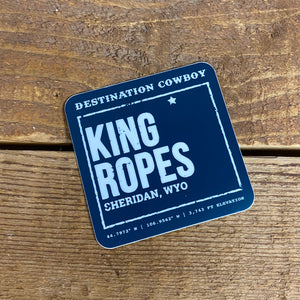 DESTINATION COWBOY
KING
ROPES
SHERIDAN, WYO
44.7972° N | 106.9562° W | 3,743 FT ELEVATION